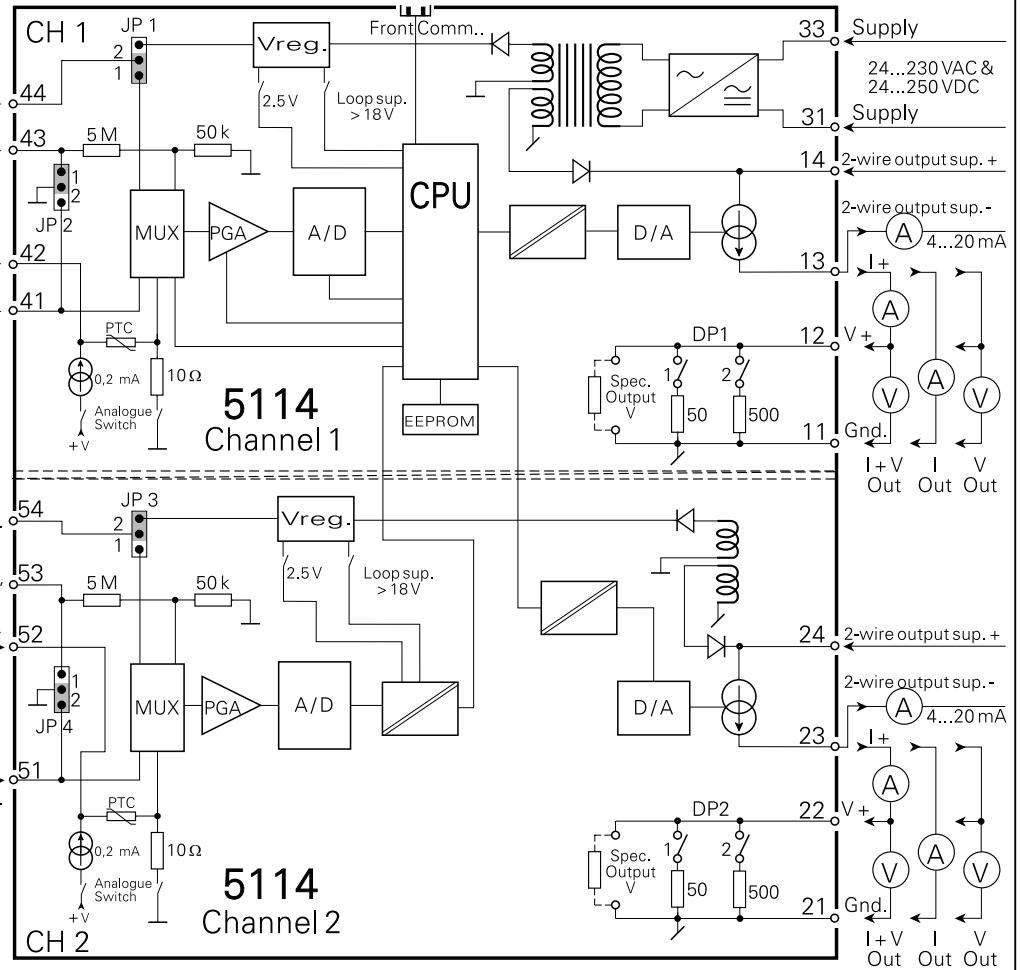 CH 1
JP 1
2
1
Vreg.
Front Comm..
2.5 V
Loop sup.
> 18 V
33
Supply
24...230 VAC &
24...250 VDC
31
Supply
44
43
5 M
50 k
1
2
JP 2
42
41
MUX
PGA
A/D
CPU
D/A
14
2-wire output sup. +
2-wire output sup. -
A
4...20 mA
13
I +
A
PTC
0,2 mA
10 Ω
Analogue
Switch
+ V
5114
Channel 1
EEPROM
DP1
12
V +
Spec.
Output
V
1
50
2
500
V
A
V
11
Gnd.
I + V
Out
I
Out
V
Out
54
JP 3
2
1
Vreg.
2.5 V
Loop sup.
> 18 V
53
5 M
50 k
52
1
2
JP 4
51
MUX
PGA
A/D
D/A
24
2-wire output sup. +
2-wire output sup. -
A
4...20 mA
23
I +
A
PTC
0,2 mA
10 Ω
Analogue
Switch
+ V
5114
Channel 2
CH 2
DP2
22
V +
Spec.
Output
V
1
50
2
500
V
A
V
21
Gnd.
I + V
Out
I
Out
V
Out